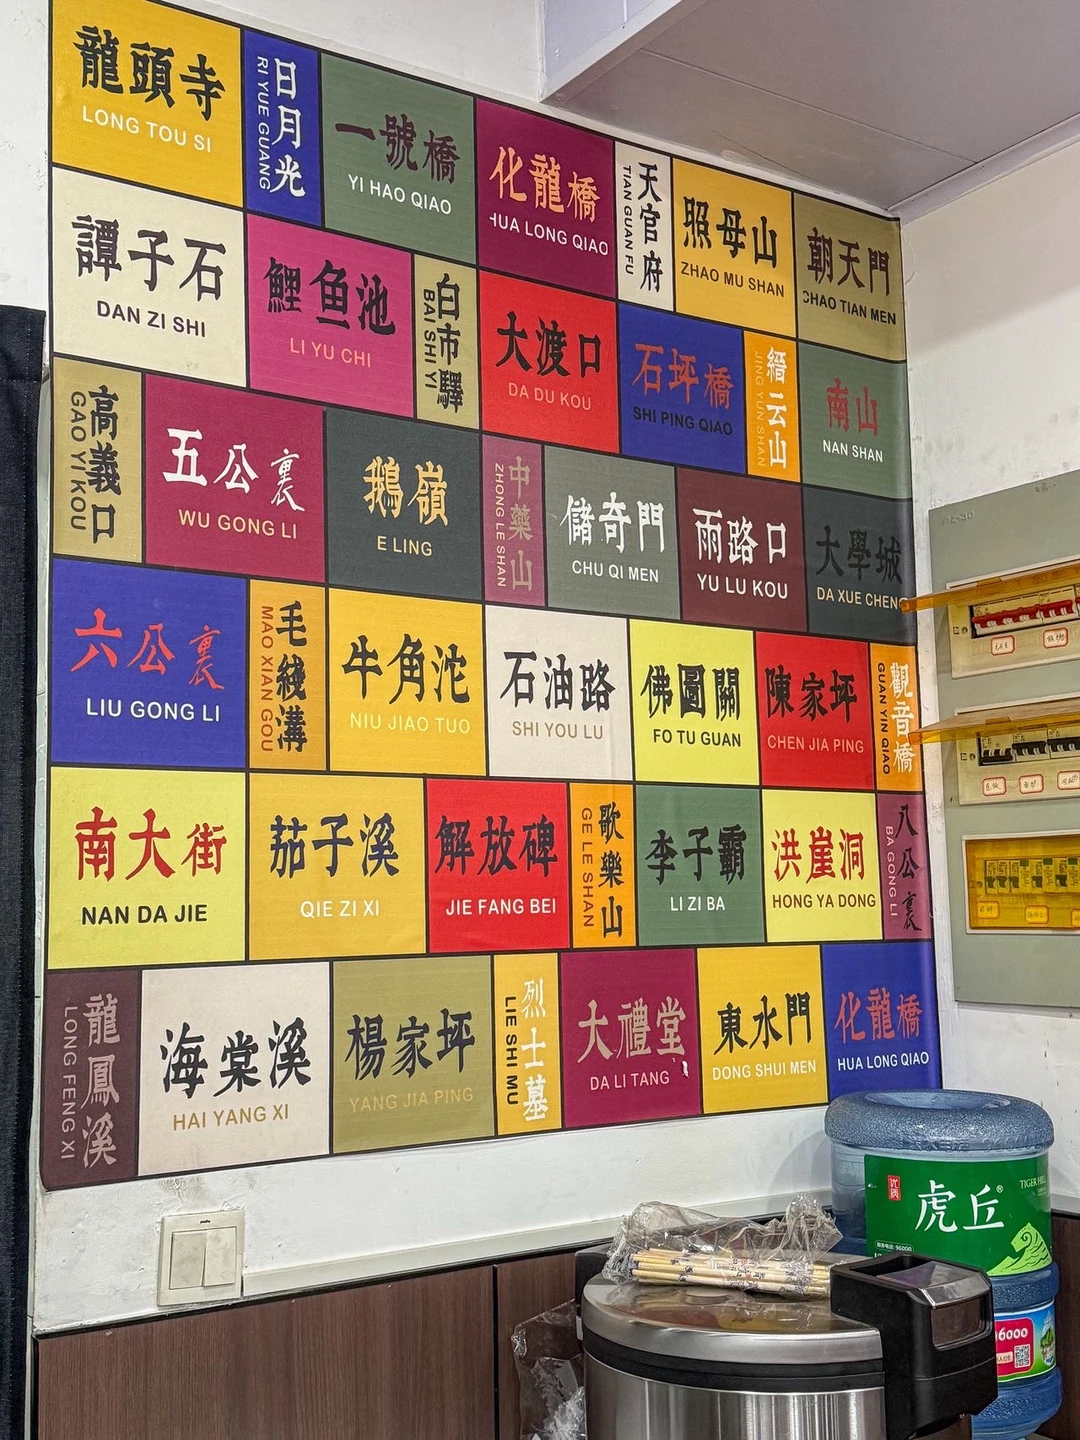 龍頭寺
LONG TOU SI
日月光
RI YUE GUANG
一號橋
YI HAO QIAO
化龍橋
HUA LONG QIAO
天官府
TIAN GUAN FU
照母山
ZHAO MU SHAN
朝天門
CHAO TIAN MEN
譚子石
DAN ZI SHI
鯉鱼池
LI YU CHI
白市驛
BAI SHI YI
大渡口
DA DU KOU
石坪橋
SHI PING QIAO
縉云山
JING YUN SHAN
南山
NAN SHAN
高義口
GAO YI KOU
五公裏
WU GONG LI
鵝嶺
E LING
中藥山
ZHONG LE SHAN
儲奇門
CHU QI MEN
雨路口
YU LU KOU
大學城
DA XUE CHENG
六公裏
LIU GONG LI
毛綫溝
MAO XIAN GOU
牛角沱
NIU JIAO TUO
石油路
SHI YOU LU
佛圖關
FO TU GUAN
陳家坪
CHEN JIA PING
觀音橋
GUAN YIN QIAO
南大街
NAN DA JIE
茄子溪
QIE ZI XI
解放碑
JIE FANG BEI
歌樂山
GE LE SHAN
李子霸
LI ZI BA
洪崖洞
HONG YA DONG
八公裏
BA GONG LI
龍鳳溪
LONG FENG XI
海棠溪
HAI YANG XI
楊家坪
YANG JIA PING
烈士墓
LIE SHI MU
大禮堂
DA LI TANG
東水門
DONG SHUI MEN
化龍橋
HUA LONG QIAO
优质
虎丘®
TIGER HILL
96000